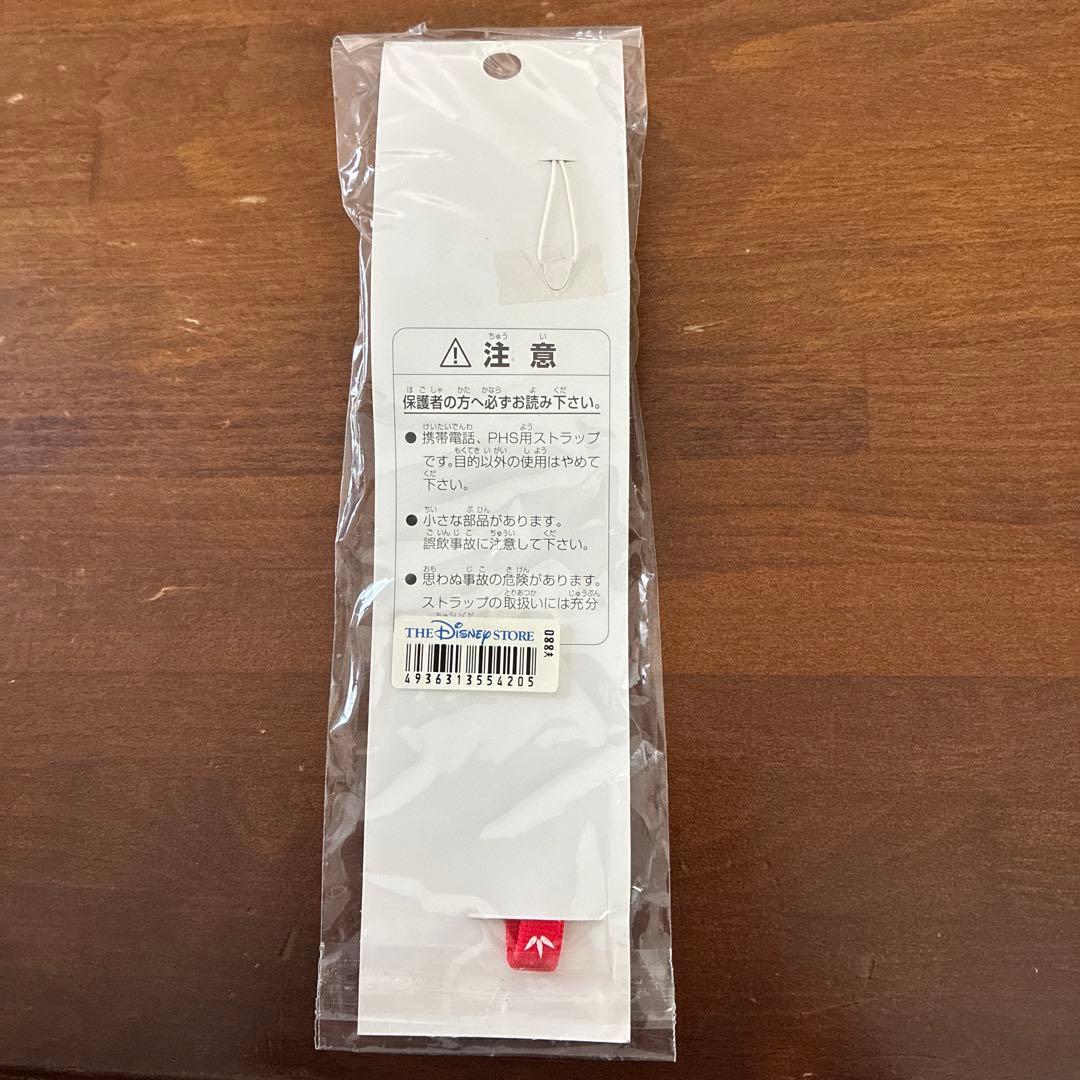 注意
保護者の方へ必ずお読み下さい。
● 携帯電話、PHS用ストラップ
です。目的以外の使用はやめて
下さい。
● 小さな部品があります。
誤飲事故に注意して下さい。
● 思わぬ事故の危険があります。
ストラップの取扱いには充分
THE Disney STORE
¥880
4936313554205